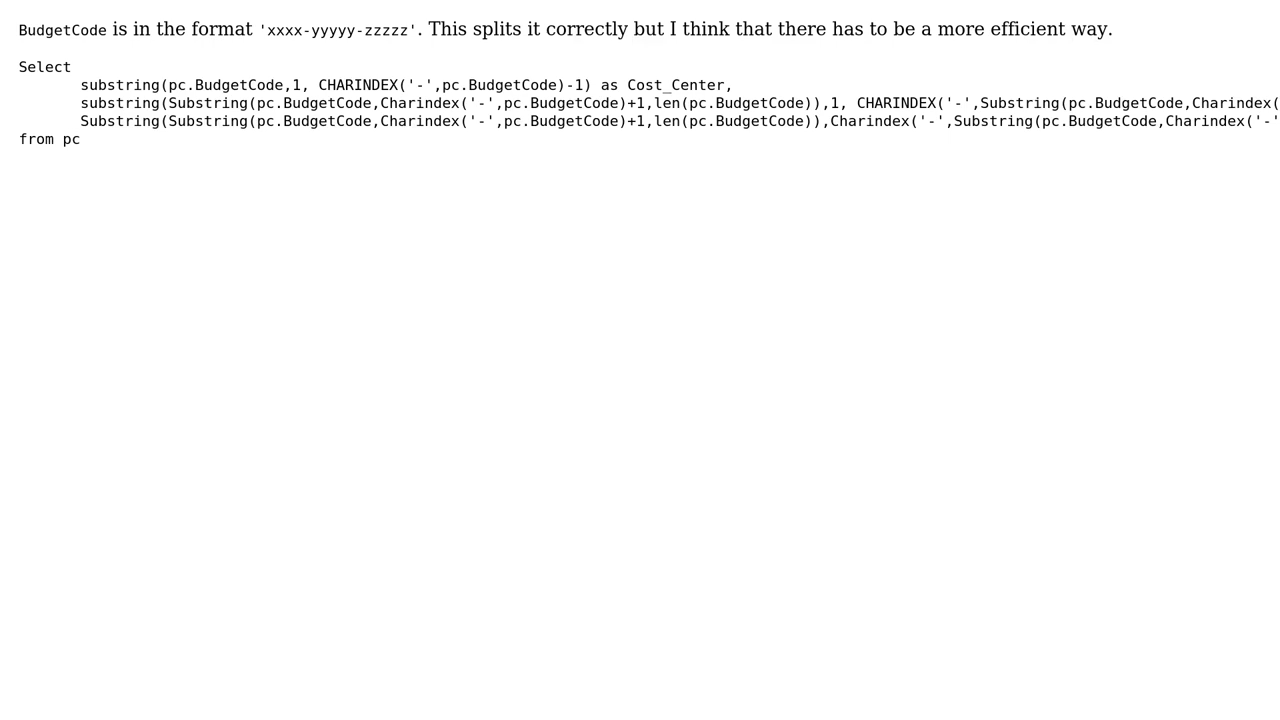 BudgetCode is in the format 'xxxx-yyyyy-zzzzz'. This splits it correctly but I think that there has to be a more efficient way.
Select
substring(pc.BudgetCode,1, CHARINDEX('-',pc.BudgetCode)-1) as Cost_Center,
substring(Substring(pc.BudgetCode,Charindex('-',pc.BudgetCode)+1,len(pc.BudgetCode)),1, CHARINDEX('-',Substring(pc.BudgetCode,Charindex(
Substring(Substring(pc.BudgetCode,Charindex('-',pc.BudgetCode)+1,len(pc.BudgetCode)),Charindex('-',Substring(pc.BudgetCode,Charindex('-'
from pc